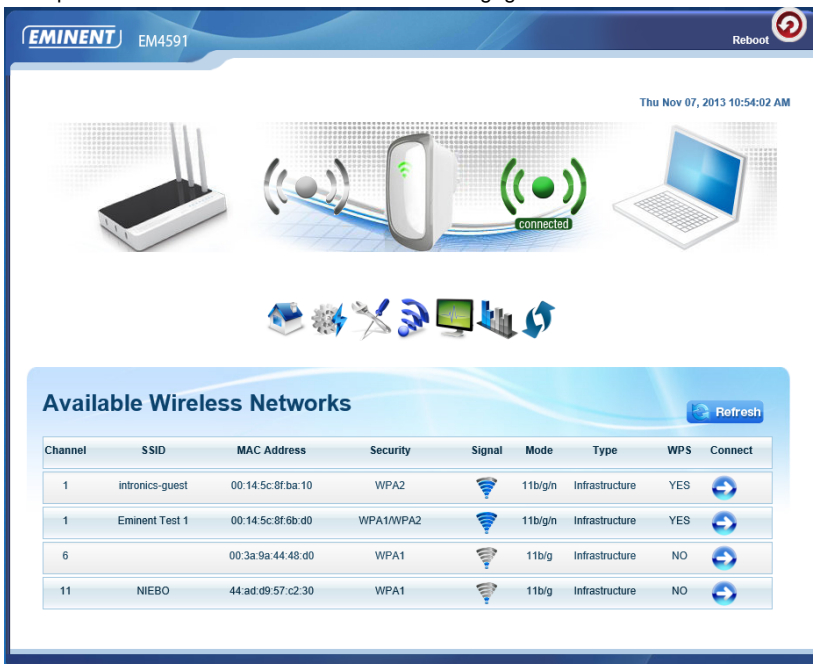 EMINENT EM4591
Reboot
Thu Nov 07, 2013 10:54:02 AM
connected
Available Wireless Networks
Refresh
Channel SSID MAC Address Security Signal Mode Type WPS Connect
1 intronics-guest 00:14:5c:8f:ba:10 WPA2 11b/g/n Infrastructure YES
1 Eminent Test 1 00:14:5c:8f:6b:d0 WPA1/WPA2 11b/g/n Infrastructure YES
6 00:3a:9a:44:48:d0 WPA1 11b/g Infrastructure NO
11 NIEBO 44:ad:d9:57:c2:30 WPA1 11b/g Infrastructure NO